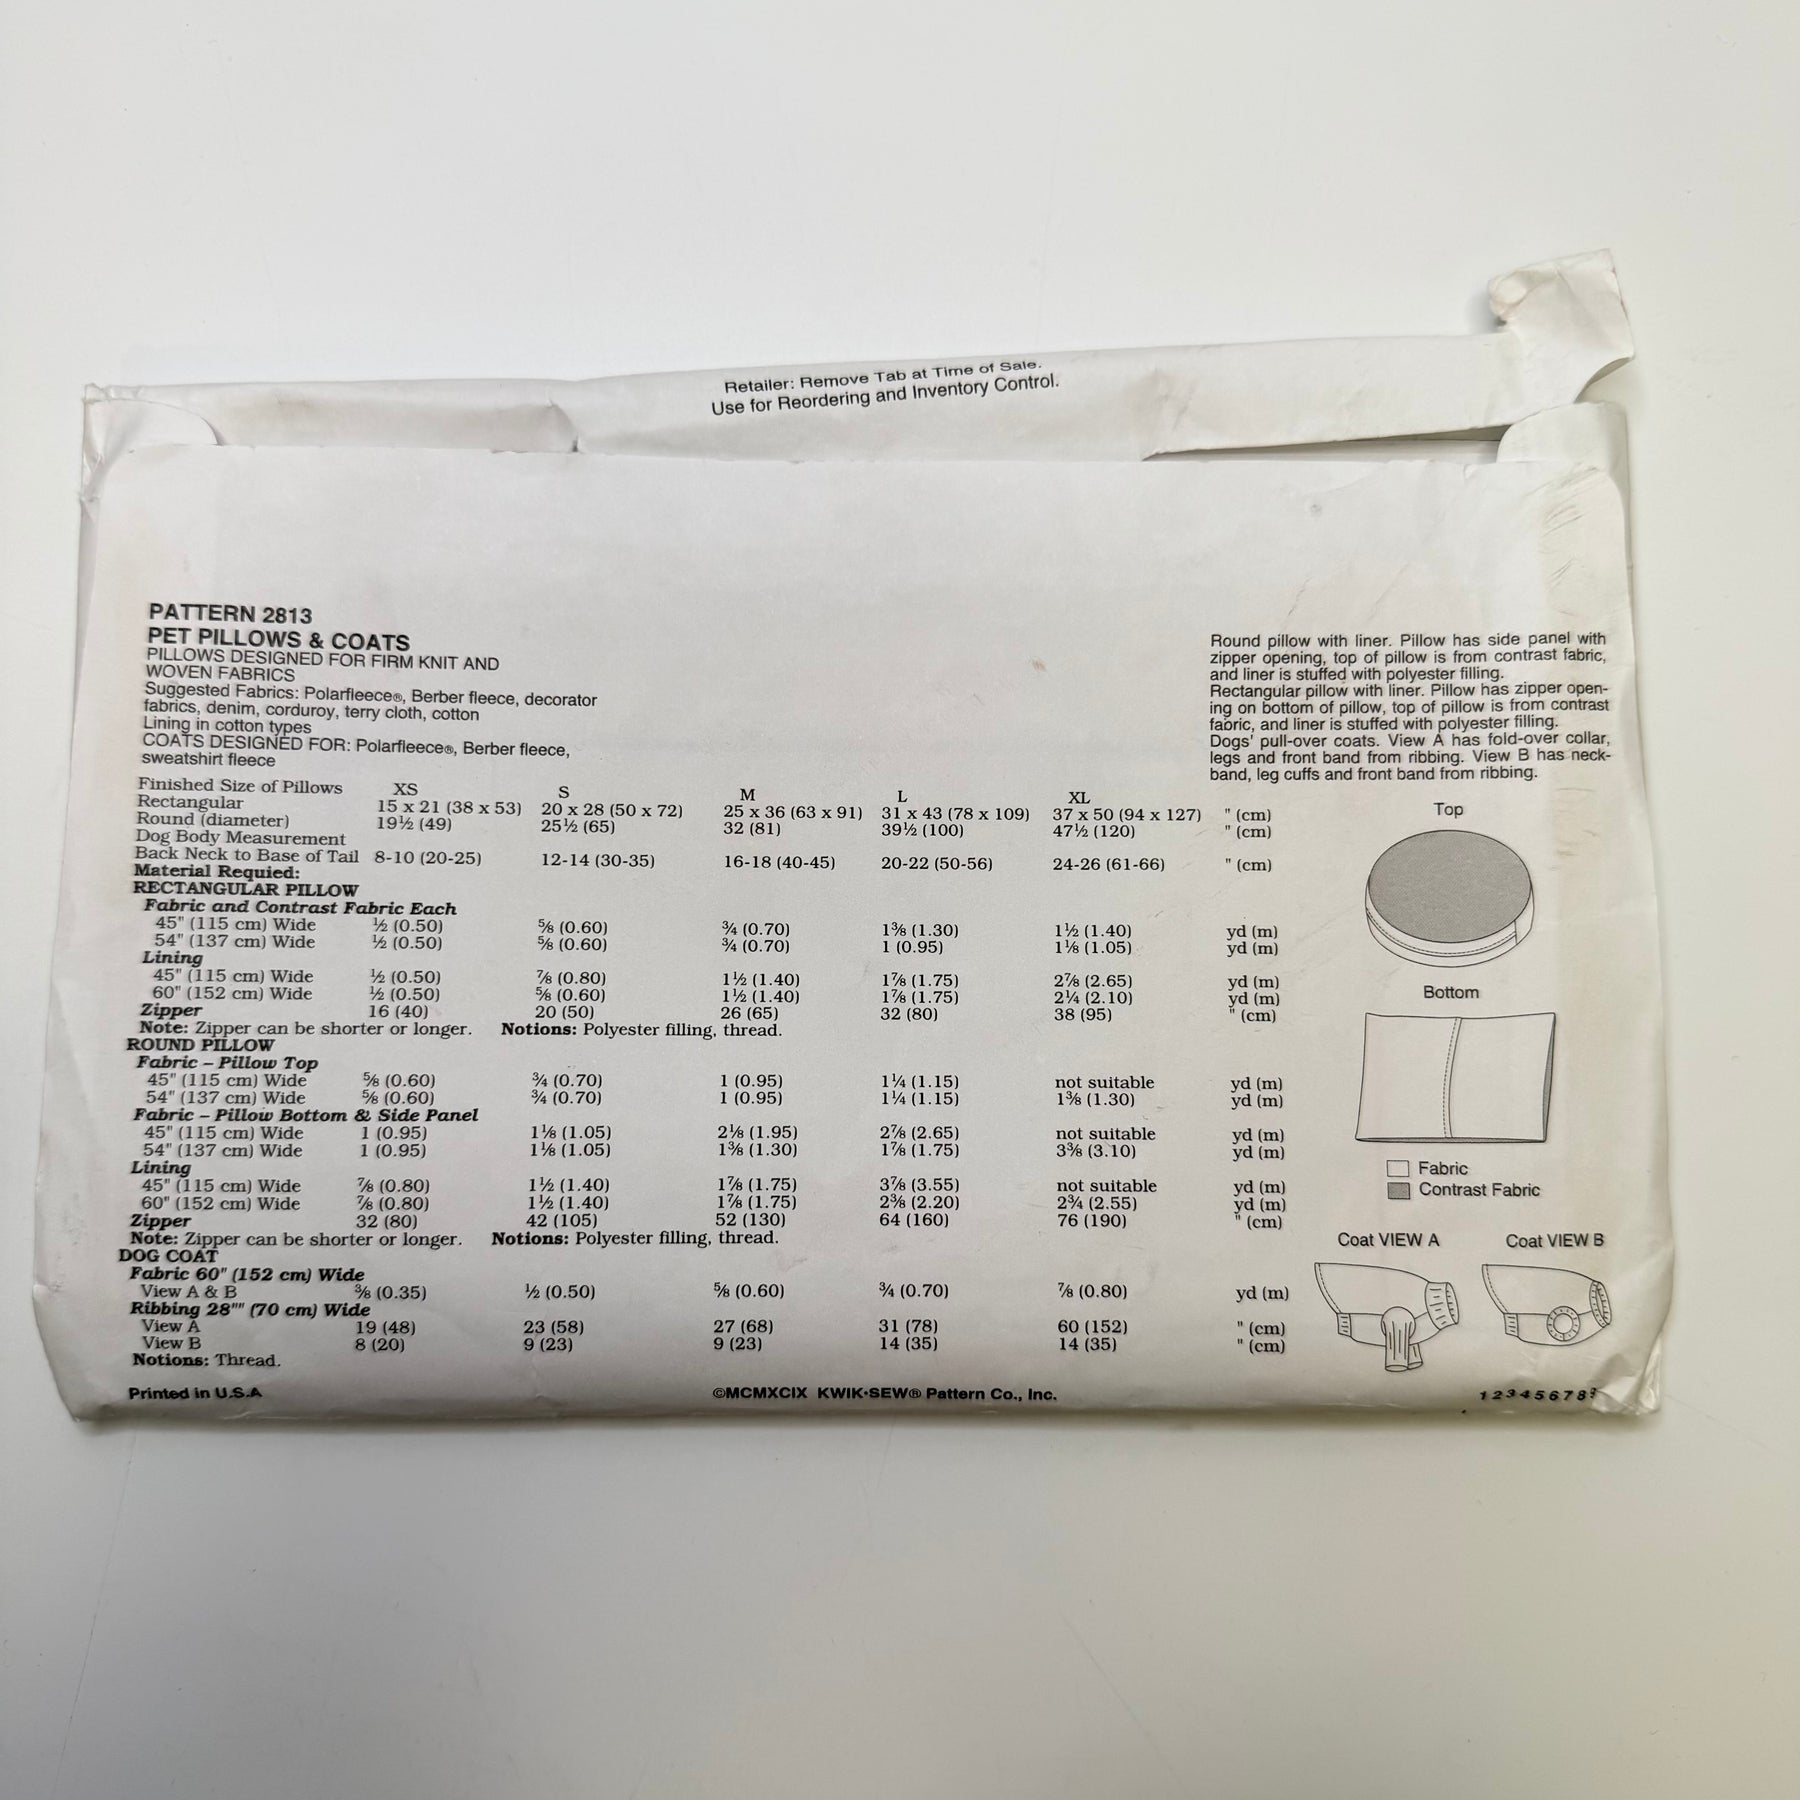 Retailer: Remove Tab at Time of Sale.
Use for Reordering and Inventory Control.
PATTERN 2813
PET PILLOWS & COATS
PILLOWS DESIGNED FOR FIRM KNIT AND
WOVEN FABRICS
Suggested Fabrics: Polarfleece®, Berber fleece, decorator
fabrics, denim, corduroy, terry cloth, cotton
Lining in cotton types
COATS DESIGNED FOR: Polarfleece®, Berber fleece,
sweatshirt fleece
Round pillow with liner. Pillow has side panel with
zipper opening, top of pillow is from contrast fabric,
and liner is stuffed with polyester filling.
Rectangular pillow with liner. Pillow has zipper open-
ing on bottom of pillow, top of pillow is from contrast
fabric, and liner is stuffed with polyester filling.
Dogs' pull-over coats. View A has fold-over collar,
legs and front band from ribbing. View B has neck-
band, leg cuffs and front band from ribbing.
Finished Size of Pillows XS S M L XL
Rectangular 15 x 21 (38 x 53) 20 x 28 (50 x 72) 25 x 36 (63 x 91) 31 x 43 (78 x 109) 37 x 50 (94 x 127) " (cm)
Round (diameter) 19½ (49) 25½ (65) 32 (81) 39½ (100) 47½ (120) " (cm)
Dog Body Measurement
Back Neck to Base of Tail 8-10 (20-25) 12-14 (30-35) 16-18 (40-45) 20-22 (50-56) 24-26 (61-66) " (cm)
Material Requied:
RECTANGULAR PILLOW
Fabric and Contrast Fabric Each
45" (115 cm) Wide ½ (0.50) ⅝ (0.60) ¾ (0.70) 1⅜ (1.30) 1½ (1.40) yd (m)
54" (137 cm) Wide ½ (0.50) ⅝ (0.60) ¾ (0.70) 1 (0.95) 1⅛ (1.05) yd (m)
Lining
45" (115 cm) Wide ½ (0.50) ⅞ (0.80) 1½ (1.40) 1⅞ (1.75) 2⅞ (2.65) yd (m)
60" (152 cm) Wide ½ (0.50) ⅝ (0.60) 1½ (1.40) 1⅞ (1.75) 2¼ (2.10) yd (m)
Zipper 16 (40) 20 (50) 26 (65) 32 (80) 38 (95) " (cm)
Note: Zipper can be shorter or longer. Notions: Polyester filling, thread.
ROUND PILLOW
Fabric – Pillow Top
45" (115 cm) Wide ⅝ (0.60) ¾ (0.70) 1 (0.95) 1¼ (1.15) not suitable yd (m)
54" (137 cm) Wide ⅝ (0.60) ¾ (0.70) 1 (0.95) 1¼ (1.15) 1⅜ (1.30) yd (m)
Fabric – Pillow Bottom & Side Panel
45" (115 cm) Wide 1 (0.95) 1⅛ (1.05) 2⅛ (1.95) 2⅞ (2.65) not suitable yd (m)
54" (137 cm) Wide 1 (0.95) 1⅛ (1.05) 1⅜ (1.30) 1⅞ (1.75) 3⅜ (3.10) yd (m)
Lining
45" (115 cm) Wide ⅞ (0.80) 1½ (1.40) 1⅞ (1.75) 3⅞ (3.55) not suitable yd (m)
60" (152 cm) Wide ⅞ (0.80) 1½ (1.40) 1⅞ (1.75) 2⅜ (2.20) 2¾ (2.55) yd (m)
Zipper 32 (80) 42 (105) 52 (130) 64 (160) 76 (190) " (cm)
Note: Zipper can be shorter or longer. Notions: Polyester filling, thread.
DOG COAT
Fabric 60" (152 cm) Wide
View A & B ⅜ (0.35) ½ (0.50) ⅝ (0.60) ¾ (0.70) ⅞ (0.80) yd (m)
Ribbing 28"" (70 cm) Wide
View A 19 (48) 23 (58) 27 (68) 31 (78) 60 (152) " (cm)
View B 8 (20) 9 (23) 9 (23) 14 (35) 14 (35) " (cm)
Notions: Thread.
Top
Bottom
Fabric
Contrast Fabric
Coat VIEW A Coat VIEW B
Printed in U.S.A ©MCMXCIX KWIK•SEW® Pattern Co., Inc. 1 2 3 4 5 6 7 8 9